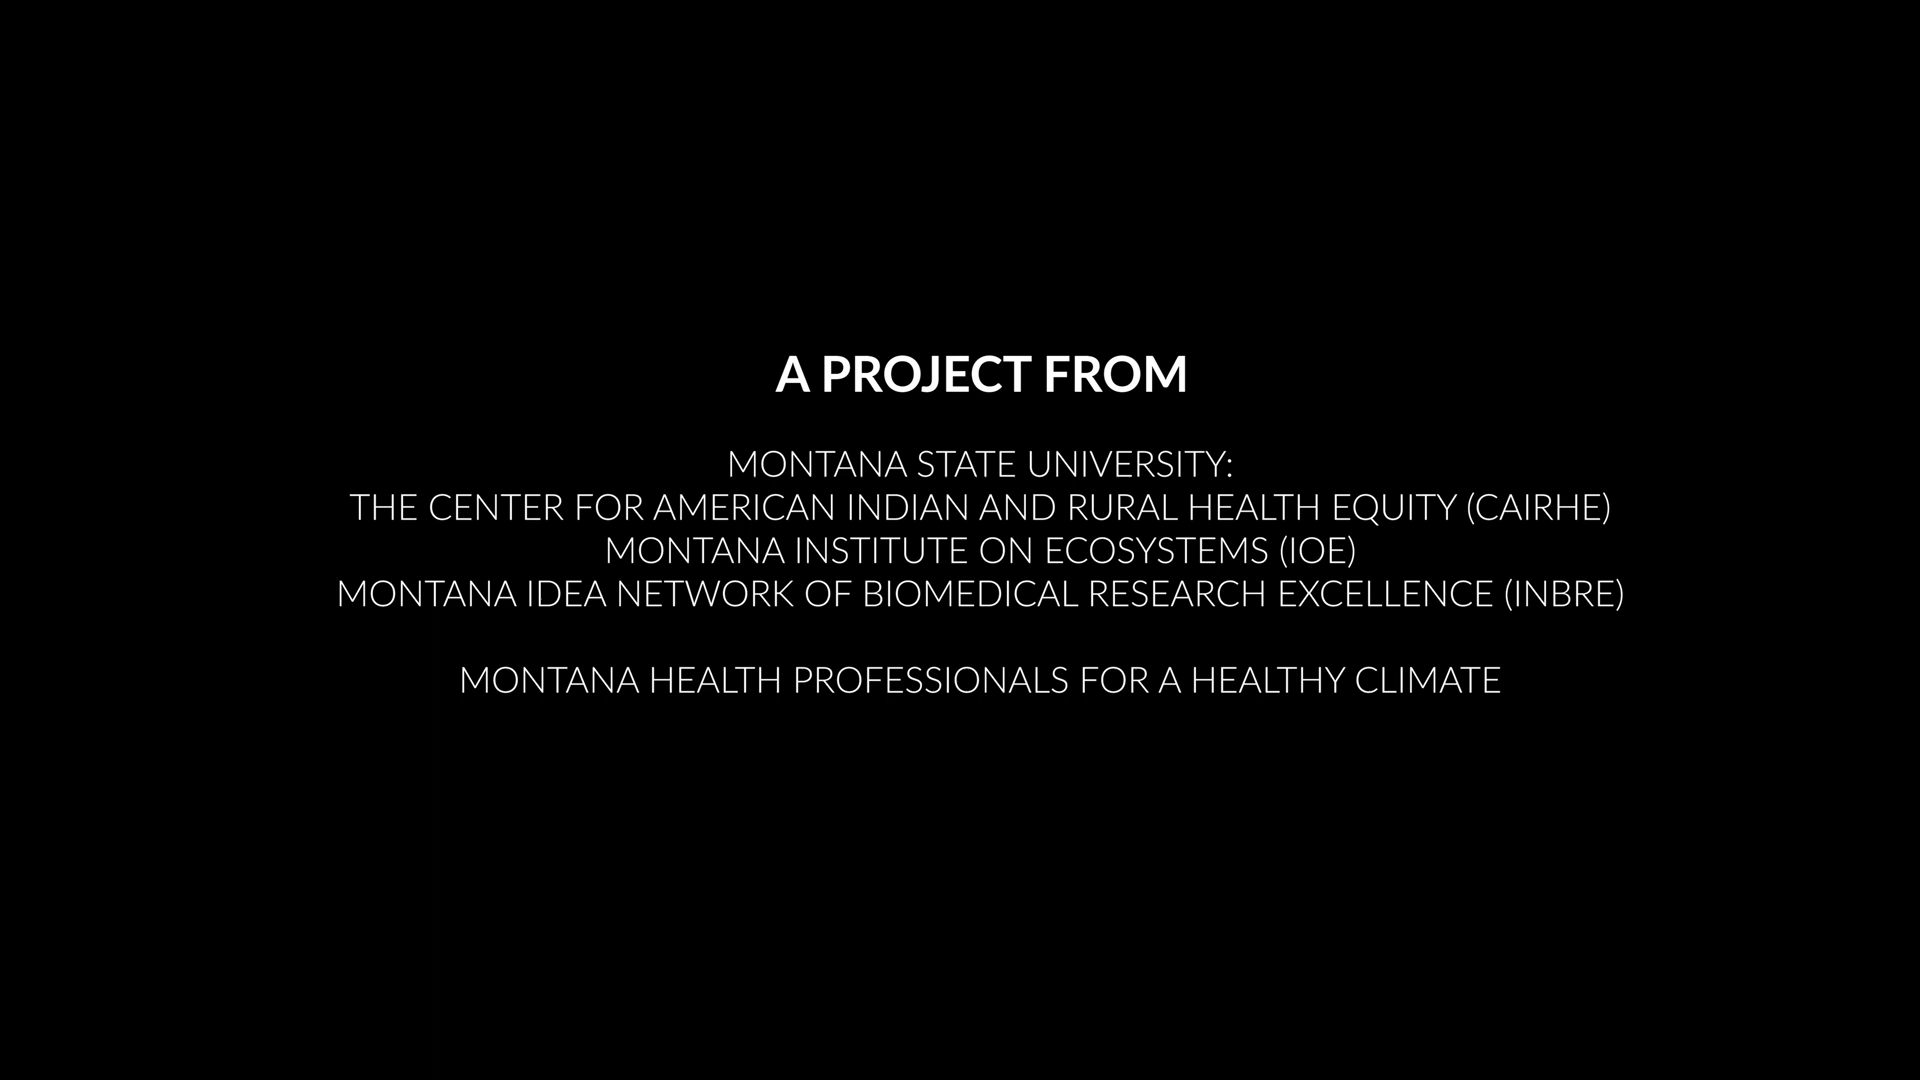 A PROJECT FROM
MONTANA STATE UNIVERSITY:
THE CENTER FOR AMERICAN INDIAN AND RURAL HEALTH EQUITY (CAIRHE)
MONTANA INSTITUTE ON ECOSYSTEMS (IOE)
MONTANA IDEA NETWORK OF BIOMEDICAL RESEARCH EXCELLENCE (INBRE)
MONTANA HEALTH PROFESSIONALS FOR A HEALTHY CLIMATE